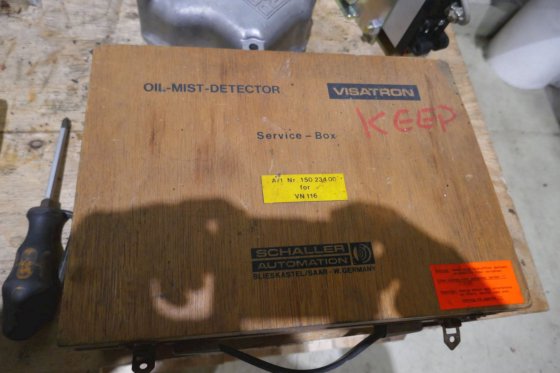 OIL-MIST-DETECTOR
VISATRON
KEEP
Service-Box
Art. Nr. 150 234 00
for
VN 116
SCHALLER
AUTOMATION
BLIESKASTEL/SAAR-W.GERMANY